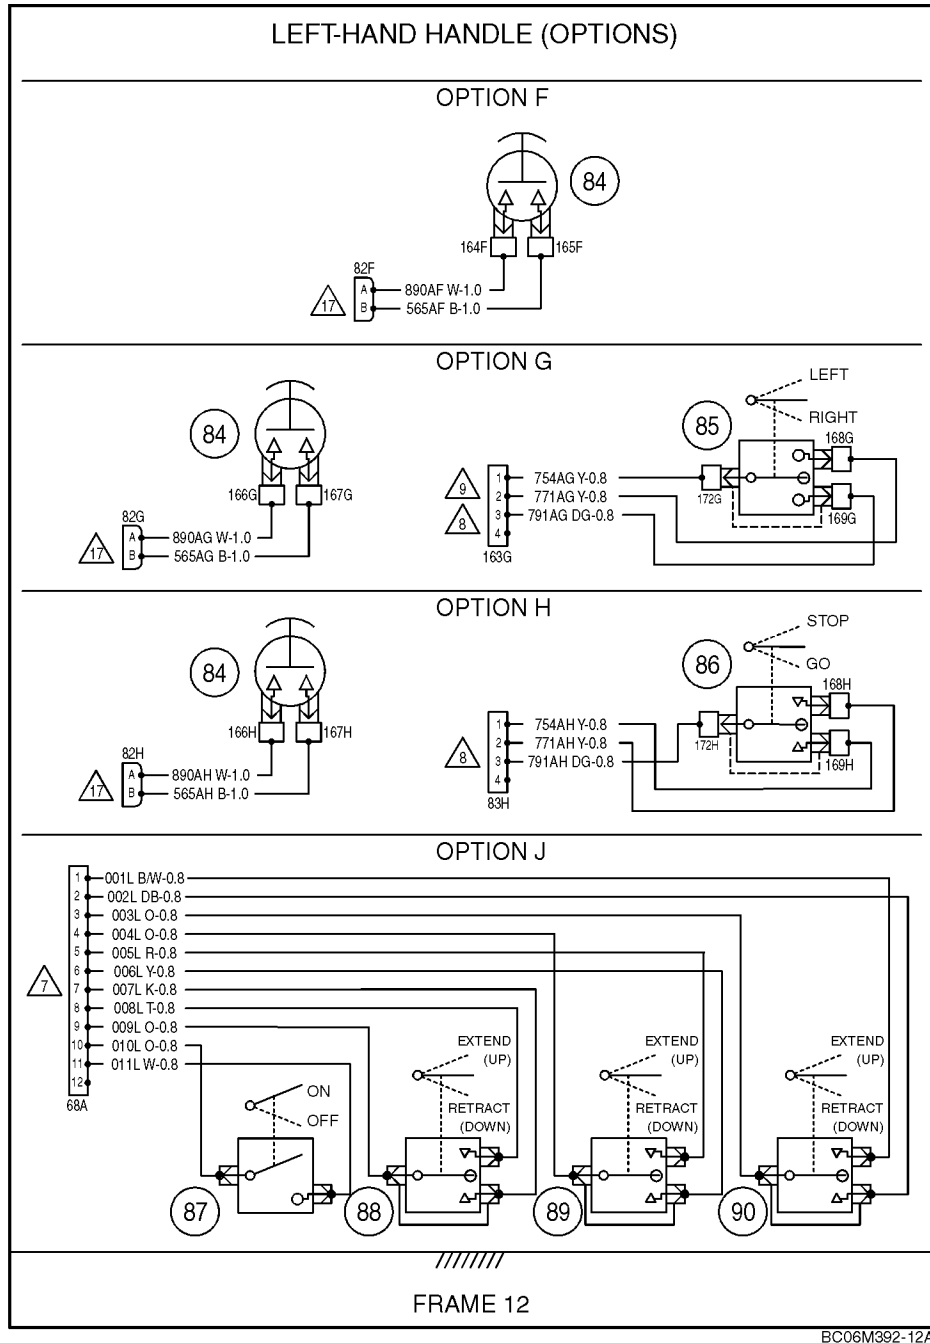 LEFT-HAND HANDLE (OPTIONS)
OPTION F
84
164F
165F
82F
17
A
890AF W-1.0
B
565AF B-1.0
OPTION G
84
166G
167G
82G
17
A
890AG W-1.0
B
565AG B-1.0
LEFT
RIGHT
85
168G
9
8
1
754AG Y-0.8
2
771AG Y-0.8
3
791AG DG-0.8
4
163G
172G
169G
OPTION H
84
166H
167H
82H
17
A
890AH W-1.0
B
565AH B-1.0
STOP
GO
86
168H
8
1
754AH Y-0.8
2
771AH Y-0.8
3
791AH DG-0.8
4
83H
172H
169H
OPTION J
7
1
001L B/W-0.8
2
002L DB-0.8
3
003L O-0.8
4
004L O-0.8
5
005L R-0.8
6
006L Y-0.8
7
007L K-0.8
8
008L T-0.8
9
009L O-0.8
10
010L O-0.8
11
011L W-0.8
12
68A
ON
OFF
87
EXTEND
(UP)
RETRACT
(DOWN)
88
EXTEND
(UP)
RETRACT
(DOWN)
89
EXTEND
(UP)
RETRACT
(DOWN)
90
FRAME 12
BC06M392-12A